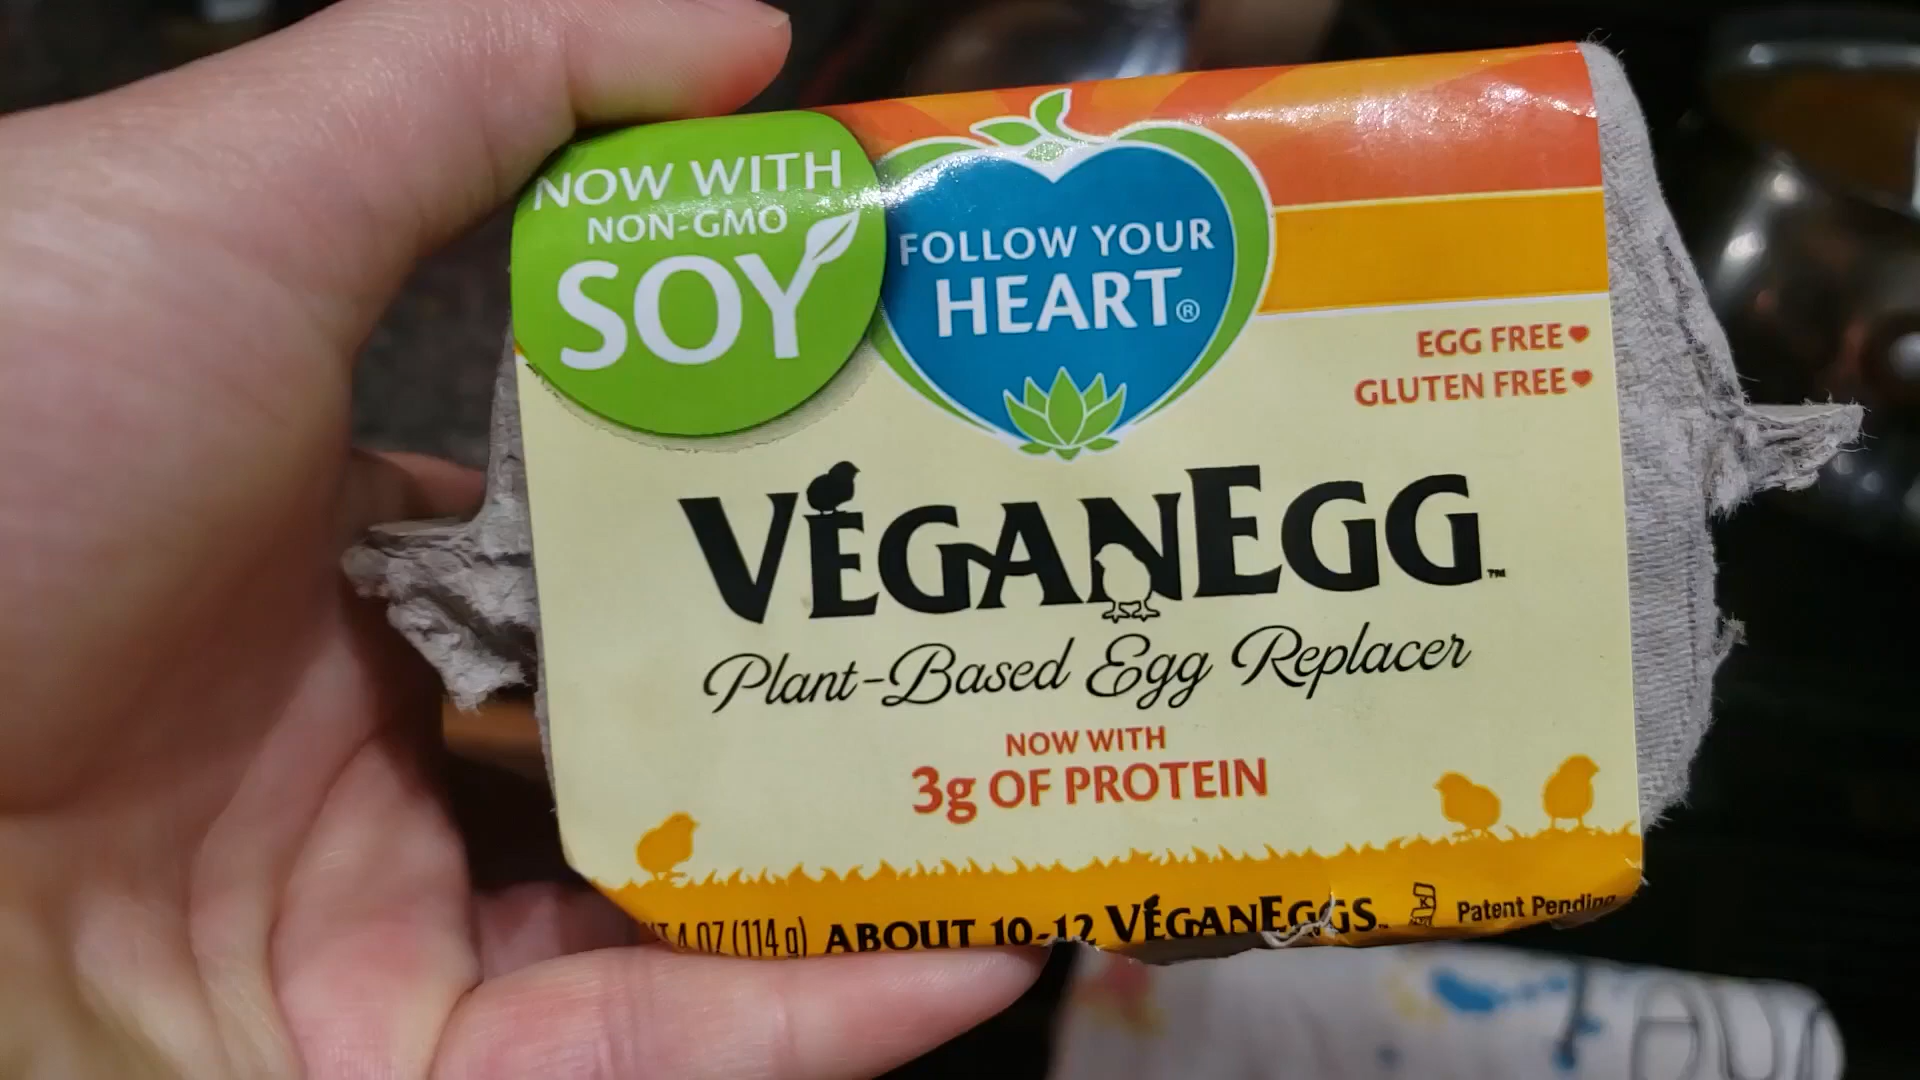 NOW WITH
NON-GMO
SOY
FOLLOW YOUR
HEART®
EGG FREE
GLUTEN FREE
VEGANEGG™
Plant-Based Egg Replacer
NOW WITH
3g OF PROTEIN
4 OZ (114 g) ABOUT 10-12 VEGANEGGS™ Patent Pending